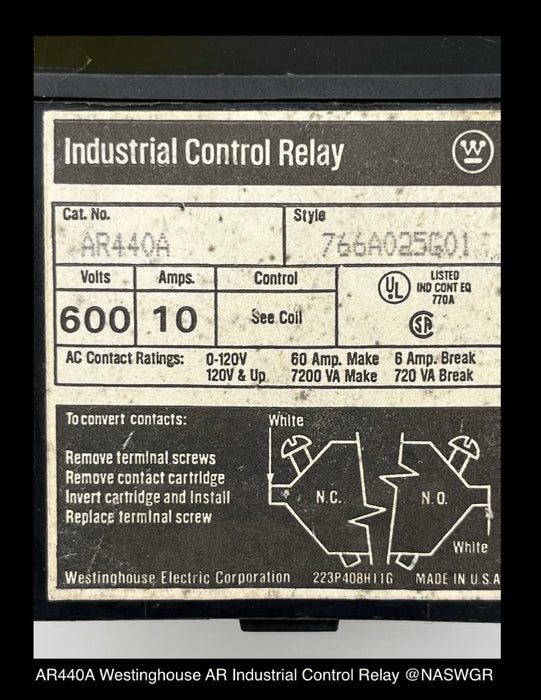 Industrial Control Relay W
Cat. No. Style
AR440A 766A025G01
Volts Amps. Control
UL LISTED
IND CONT EQ
770A
600 10 See Coil
SA
AC Contact Ratings: 0-120V 60 Amp. Make 6 Amp. Break
120V & Up 7200 VA Make 720 VA Break
To convert contacts: White
Remove terminal screws
Remove contact cartridge
Invert cartridge and install
Replace terminal screw
N.C. N.O.
White
Westinghouse Electric Corporation 223P408H11G MADE IN U.S.A
AR440A Westinghouse AR Industrial Control Relay @NASWGR